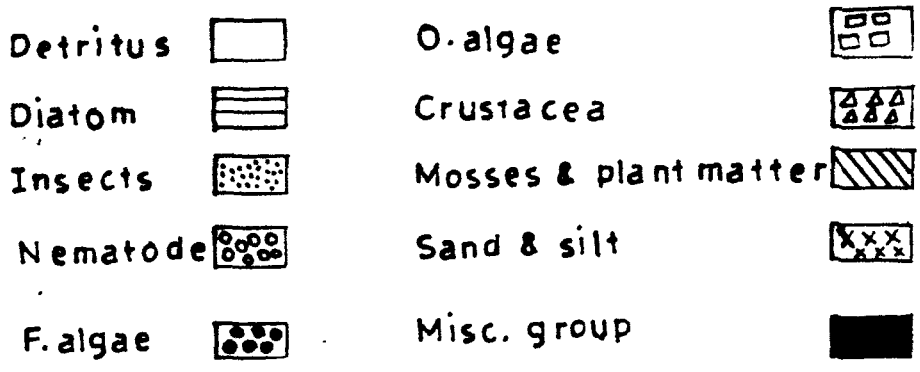 Detritus
Diatom
Insects
Nematode
F. algae
O. algae
Crustacea
Mosses & plant matter
Sand & silt
Misc. group